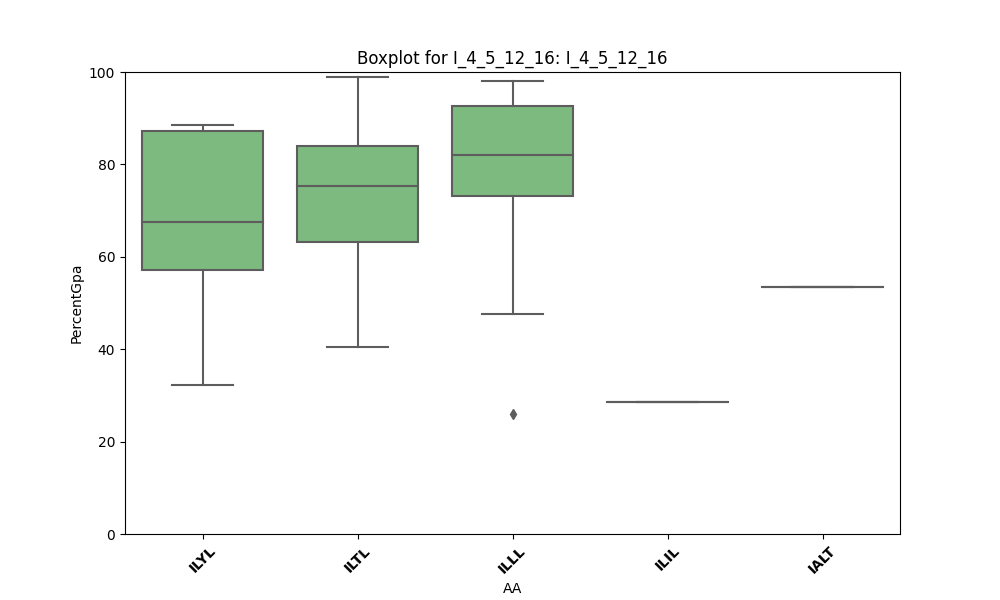 Boxplot for I_4_5_12_16: I_4_5_12_16
100
80
60
40
20
0
PercentGpa
ILYL
ILTL
ILLL
ILIL
IALT
AA